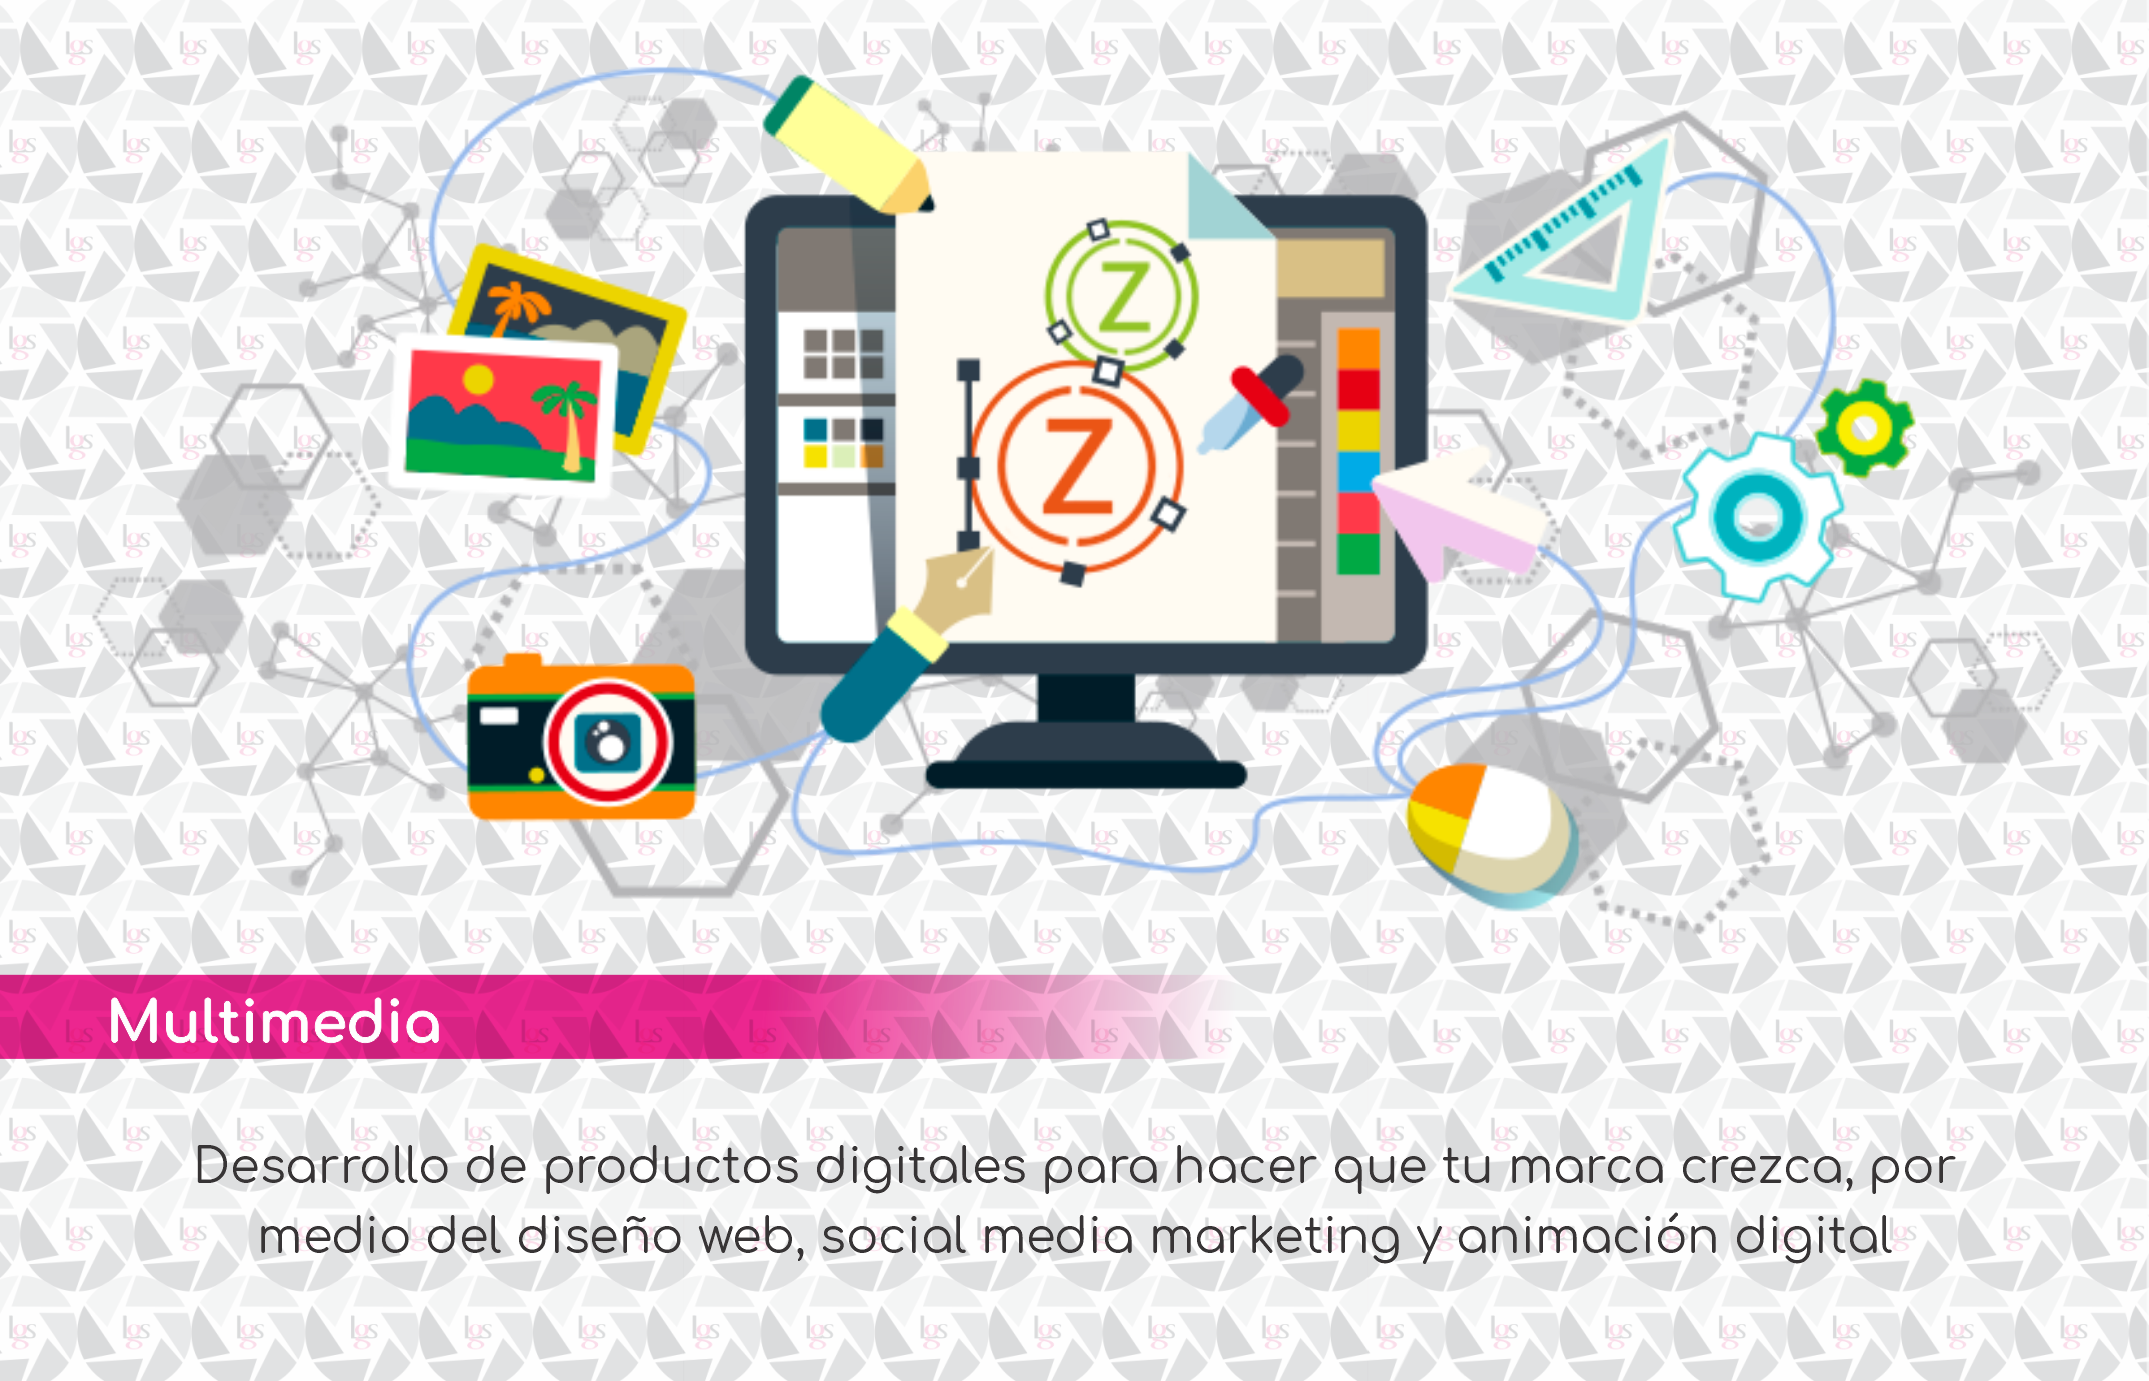 Z
Z
Multimedia
Desarrollo de productos digitales para hacer que tu marca crezca, por
medio del diseño web, social media marketing y animación digital